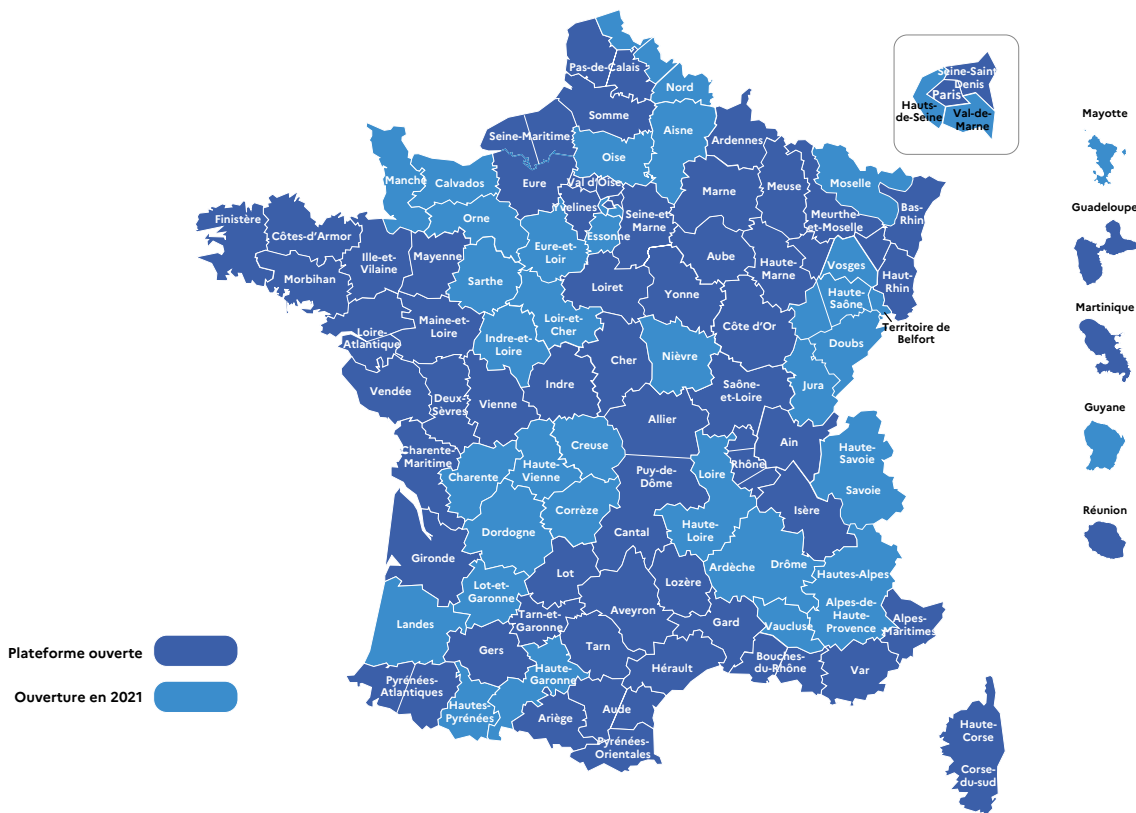 Pas-de-Calais
Nord
Somme
Seine-Maritime
Aisne
Oise
Ardennes
Manche
Calvados
Eure
Val d'Oise
Yvelines
Seine-et-
Marne
Essonne
Marne
Meuse
Moselle
Meurthe-
et-Moselle
Bas-
Rhin
Finistère
Côtes-d'Armor
Morbihan
Ille-et-
Vilaine
Mayenne
Orne
Sarthe
Eure-et-
Loir
Loiret
Yonne
Aube
Haute-
Marne
Vosges
Haut-
Rhin
Haute-
Saône
Territoire de
Belfort
Loire-
Atlantique
Maine-et-
Loire
Indre-et-
Loire
Loir-et-
Cher
Cher
Nièvre
Côte d'Or
Doubs
Jura
Vendée
Deux-
Sèvres
Vienne
Indre
Allier
Saône-
et-Loire
Charente-
Maritime
Charente
Haute-
Vienne
Creuse
Puy-de-
Dôme
Loire
Rhône
Ain
Haute-
Savoie
Savoie
Isère
Dordogne
Corrèze
Cantal
Haute-
Loire
Ardèche
Drôme
Hautes-Alpes
Gironde
Lot-et-
Garonne
Lot
Aveyron
Lozère
Gard
Vaucluse
Alpes-de-
Haute-
Provence
Alpes-
Maritimes
Landes
Gers
Tarn-et-
Garonne
Tarn
Hérault
Bouches-
du-Rhône
Var
Pyrénées-
Atlantiques
Hautes-
Pyrénées
Haute-
Garonne
Ariège
Aude
Pyrénées-
Orientales
Haute-
Corse
Corse-
du-sud
Seine-Saint
Denis
Paris
Hauts-
de-Seine
Val-de-
Marne
Mayotte
Guadeloupe
Martinique
Guyane
Réunion
Plateforme ouverte
Ouverture en 2021